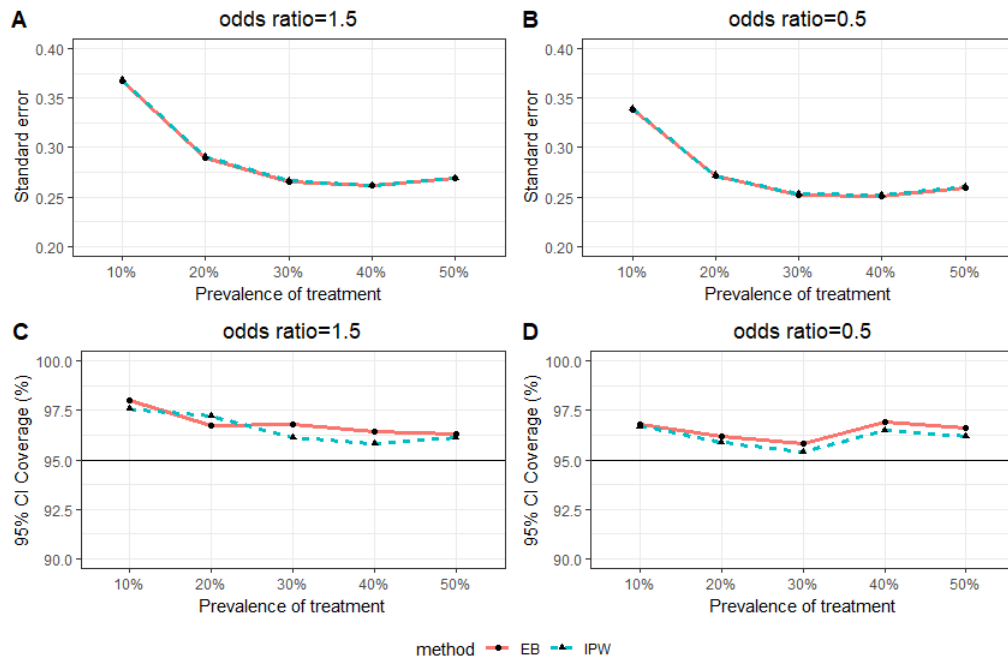 A
odds ratio=1.5
Standard error
0.40
0.35
0.30
0.25
0.20
10% 20% 30% 40% 50%
Prevalence of treatment
B
odds ratio=0.5
Standard error
0.40
0.35
0.30
0.25
0.20
10% 20% 30% 40% 50%
Prevalence of treatment
C
odds ratio=1.5
95% CI Coverage (%)
100.0
97.5
95.0
92.5
90.0
10% 20% 30% 40% 50%
Prevalence of treatment
D
odds ratio=0.5
95% CI Coverage (%)
100.0
97.5
95.0
92.5
90.0
10% 20% 30% 40% 50%
Prevalence of treatment
method EB IPW